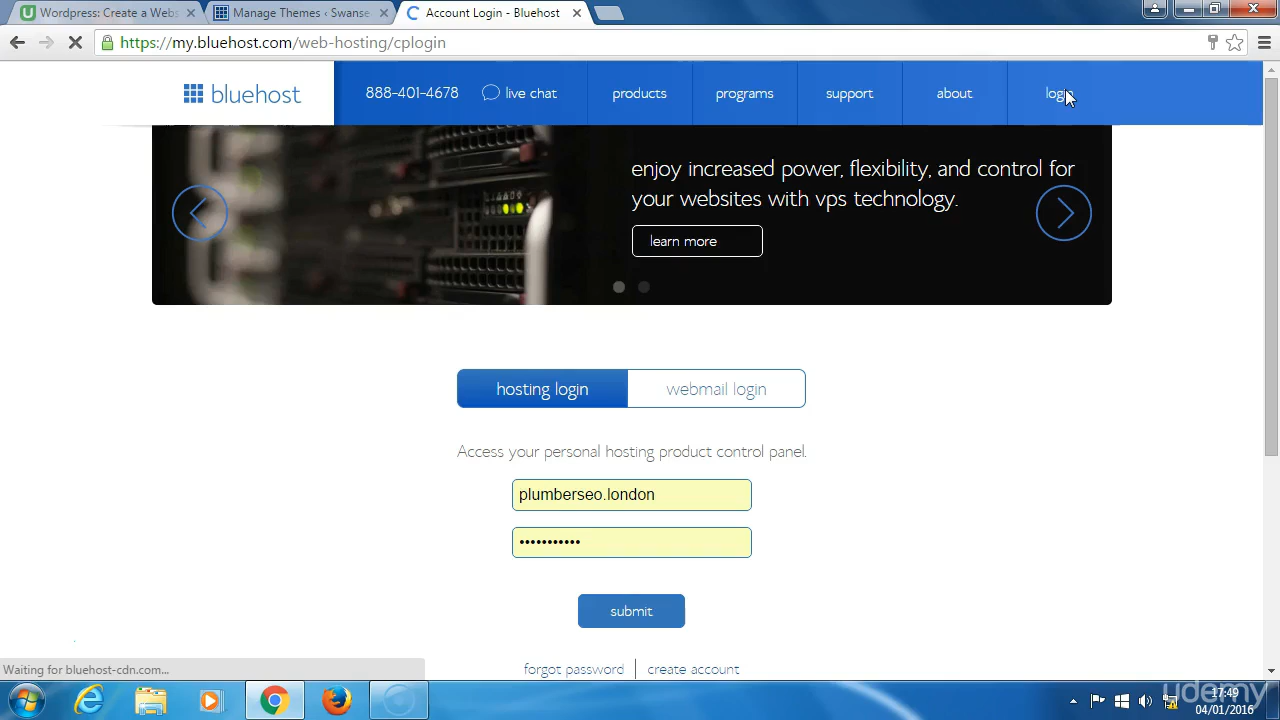 Wordpress: Create a Webs
Manage Themes ‹ Swanse
Account Login - Bluehost
https://my.bluehost.com/web-hosting/cplogin
bluehost
888-401-4678
live chat
products
programs
support
about
login
enjoy increased power, flexibility, and control for
your websites with vps technology.
learn more
hosting login
webmail login
Access your personal hosting product control panel.
plumberseo.london
•••••••••••
submit
forgot password
create account
Waiting for bluehost-cdn.com...
udemy
17:49
04/01/2016